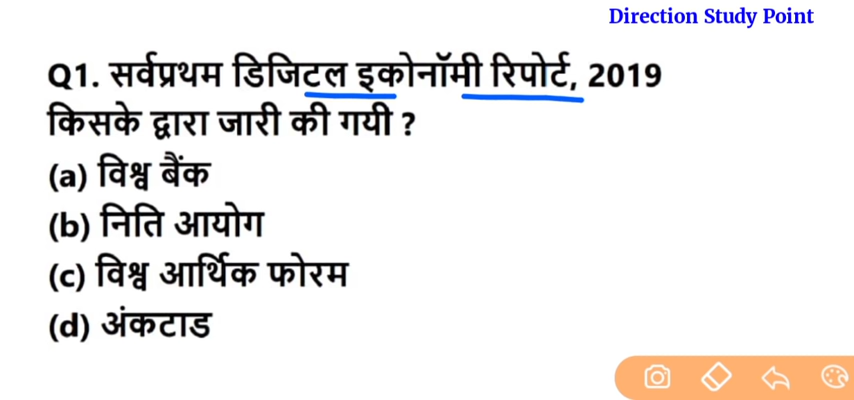 Direction Study Point
Q1. सर्वप्रथम डिजिटल इकोनॉमी रिपोर्ट, 2019
किसके द्वारा जारी की गयी ?
(a) विश्व बैंक
(b) निति आयोग
(c) विश्व आर्थिक फोरम
(d) अंकटाड